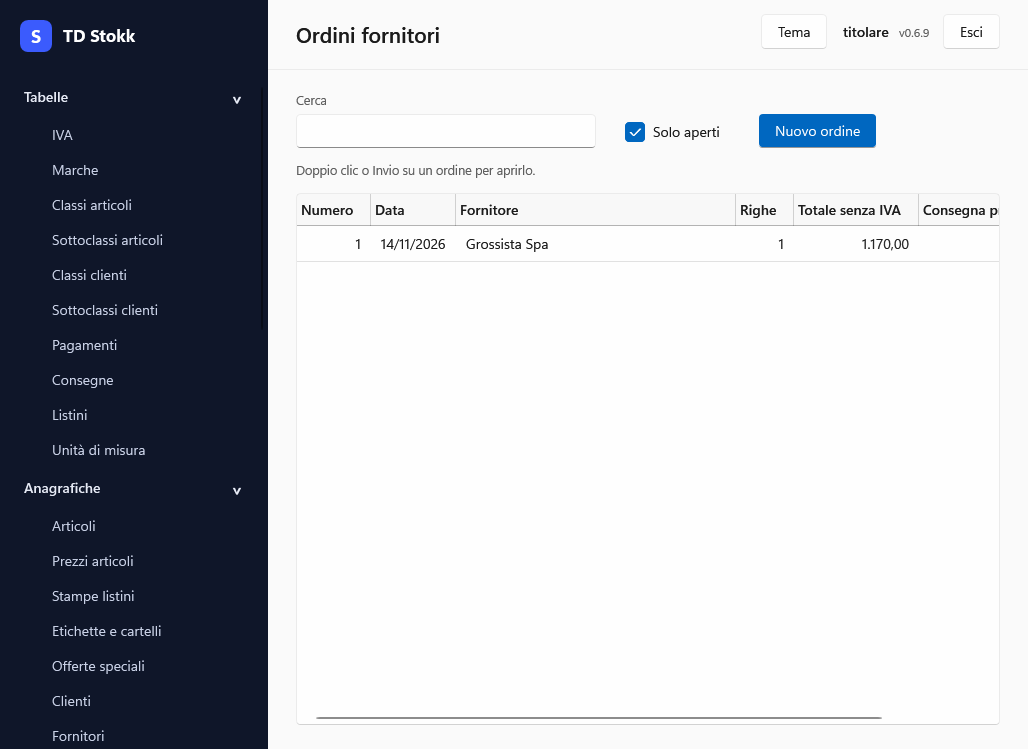 S TD Stokk
Tabelle
IVA
Marche
Classi articoli
Sottoclassi articoli
Classi clienti
Sottoclassi clienti
Pagamenti
Consegne
Listini
Unità di misura
Anagrafiche
Articoli
Prezzi articoli
Stampe listini
Etichette e cartelli
Offerte speciali
Clienti
Fornitori
Ordini fornitori
Tema titolare v0.6.9 Esci
Cerca
Solo aperti Nuovo ordine
Doppio clic o Invio su un ordine per aprirlo.
Numero Data Fornitore Righe Totale senza IVA Consegna
1 14/11/2026 Grossista Spa 1 1.170,00